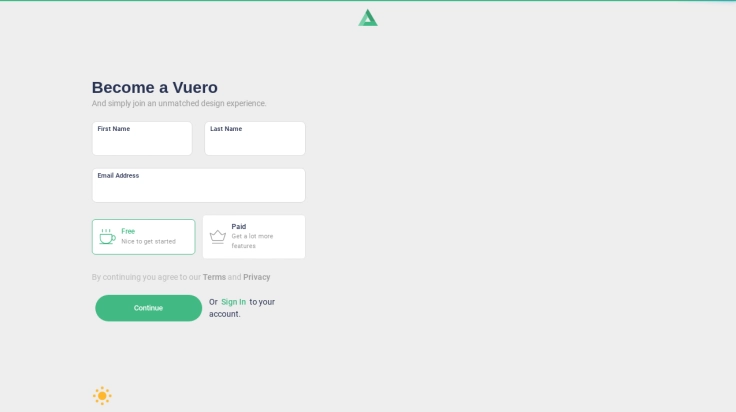 Become a Vuero
And simply join an unmatched design experience.
First Name
Last Name
Email Address
Free
Nice to get started
Paid
Get a lot more
features
By continuing you agree to our Terms and Privacy
Continue
Or Sign In to your
account.